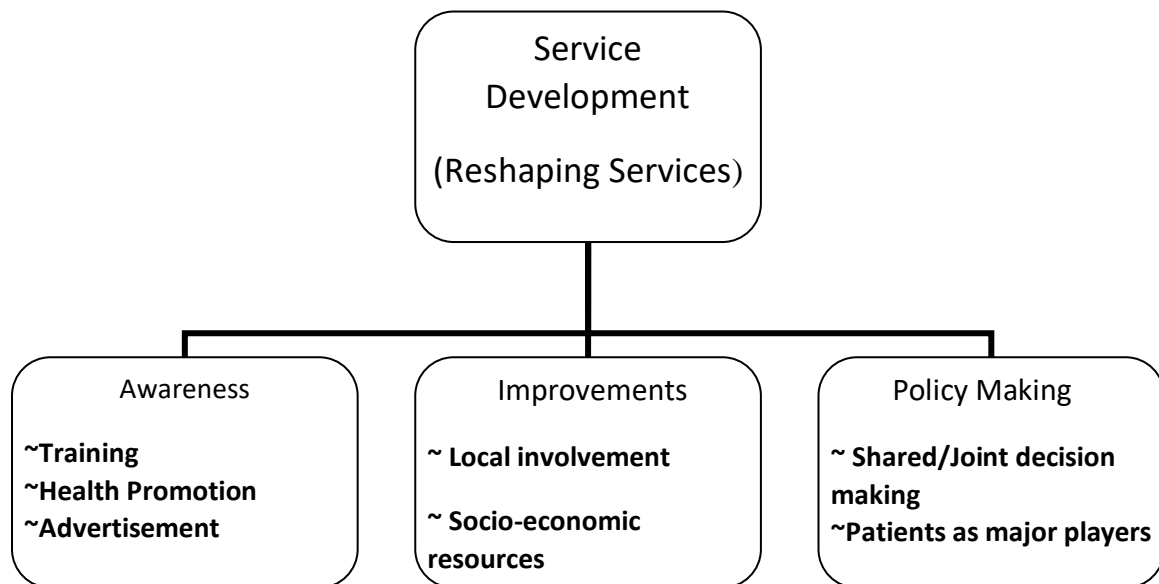 Service
Development
(Reshaping Services)
Awareness
~Training
~Health Promotion
~Advertisement
Improvements
~ Local involvement
~ Socio-economic
resources
Policy Making
~ Shared/Joint decision
making
~Patients as major players